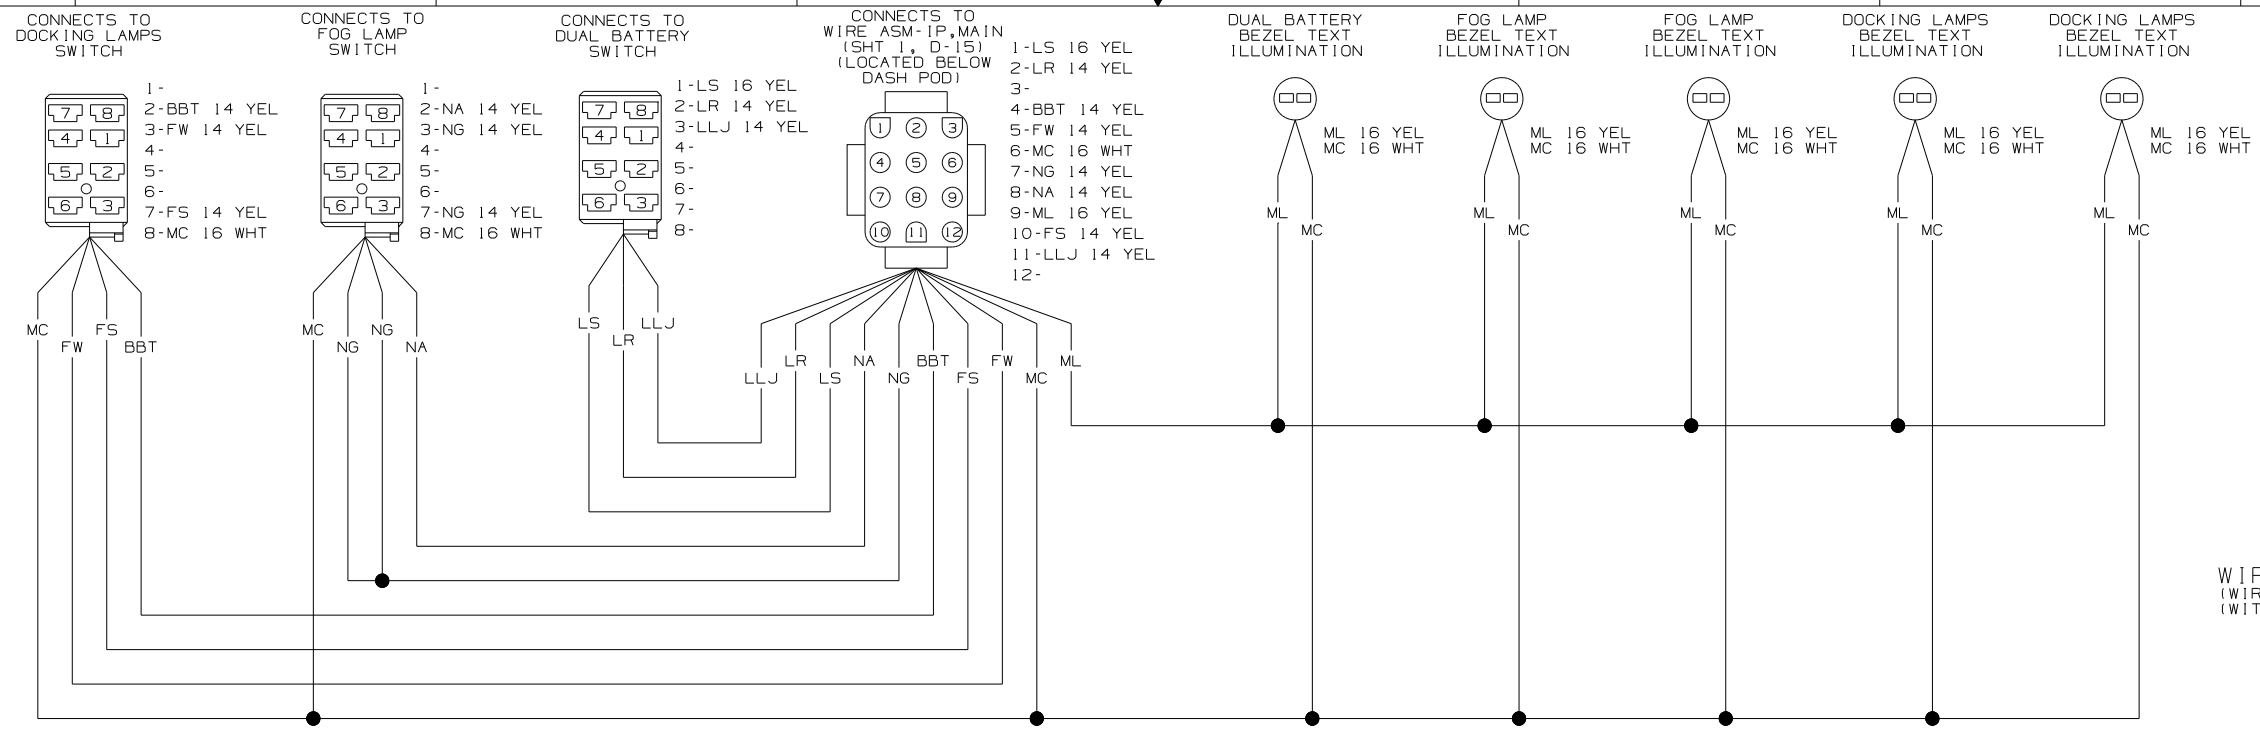 CONNECTS TO
DOCKING LAMPS
SWITCH
1-
2-BBT 14 YEL
3-FW 14 YEL
4-
5-
6-
7-FS 14 YEL
8-MC 16 WHT
7 8
4 1
5 2
6 3
MC
FW
FS
BBT
CONNECTS TO
FOG LAMP
SWITCH
1-
2-NA 14 YEL
3-NG 14 YEL
4-
5-
6-
7-NG 14 YEL
8-MC 16 WHT
7 8
4 1
5 2
6 3
MC
NG
NG
NA
CONNECTS TO
DUAL BATTERY
SWITCH
1-LS 16 YEL
2-LR 14 YEL
3-LLJ 14 YEL
4-
5-
6-
7-
8-
7 8
4 1
5 2
6 3
LS
LR
LLJ
CONNECTS TO
WIRE ASM-IP,MAIN
(SHT 1, D-15)
(LOCATED BELOW
DASH POD)
1-LS 16 YEL
2-LR 14 YEL
3-
4-BBT 14 YEL
5-FW 14 YEL
6-MC 16 WHT
7-NG 14 YEL
8-NA 14 YEL
9-ML 16 YEL
10-FS 14 YEL
11-LLJ 14 YEL
12-
1 2 3
4 5 6
7 8 9
10 11 12
LLJ
LR
LS
NA
NG
BBT
FS
FW
MC
ML
DUAL BATTERY
BEZEL TEXT
ILLUMINATION
ML 16 YEL
MC 16 WHT
ML
MC
FOG LAMP
BEZEL TEXT
ILLUMINATION
ML 16 YEL
MC 16 WHT
ML
MC
FOG LAMP
BEZEL TEXT
ILLUMINATION
ML 16 YEL
MC 16 WHT
ML
MC
DOCKING LAMPS
BEZEL TEXT
ILLUMINATION
ML 16 YEL
MC 16 WHT
ML
MC
DOCKING LAMPS
BEZEL TEXT
ILLUMINATION
ML 16 YEL
MC 16 WHT
ML
MC